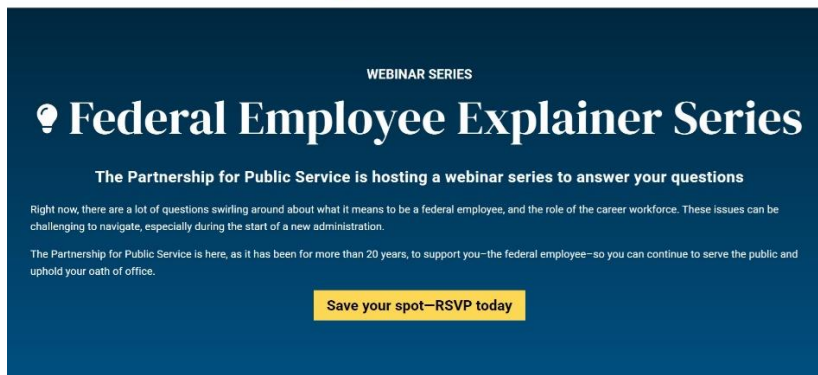 WEBINAR SERIES
Federal Employee Explainer Series
The Partnership for Public Service is hosting a webinar series to answer your questions
Right now, there are a lot of questions swirling around about what it means to be a federal employee, and the role of the career workforce. These issues can be
challenging to navigate, especially during the start of a new administration.
The Partnership for Public Service is here, as it has been for more than 20 years, to support you–the federal employee–so you can continue to serve the public and
uphold your oath of office.
Save your spot—RSVP today